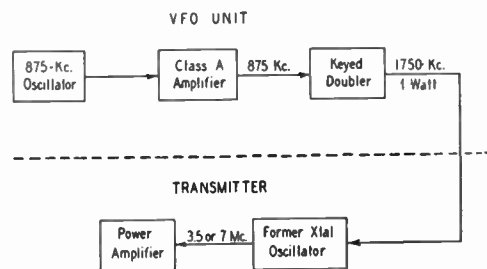 VFO UNIT
875-Kc.
Oscillator
Class A
Amplifier
875 Kc.
Keyed
Doubler
1750-Kc.
1 Watt
TRANSMITTER
Power
Amplifier
3.5 or 7 Mc.
Former Xtal
Oscillator